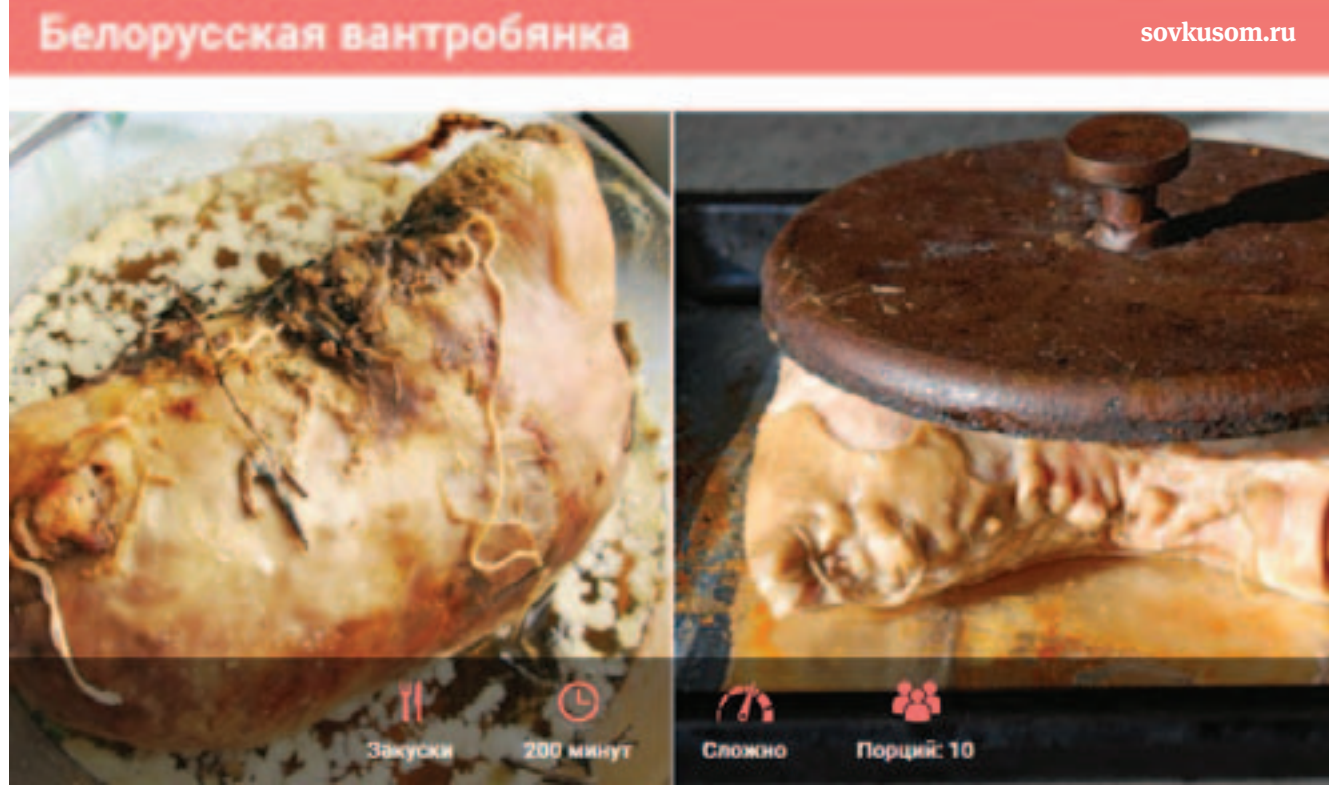 Белорусская вантробянка
sovkusom.ru
Закуски
200 минут
Сложно
Порций: 10